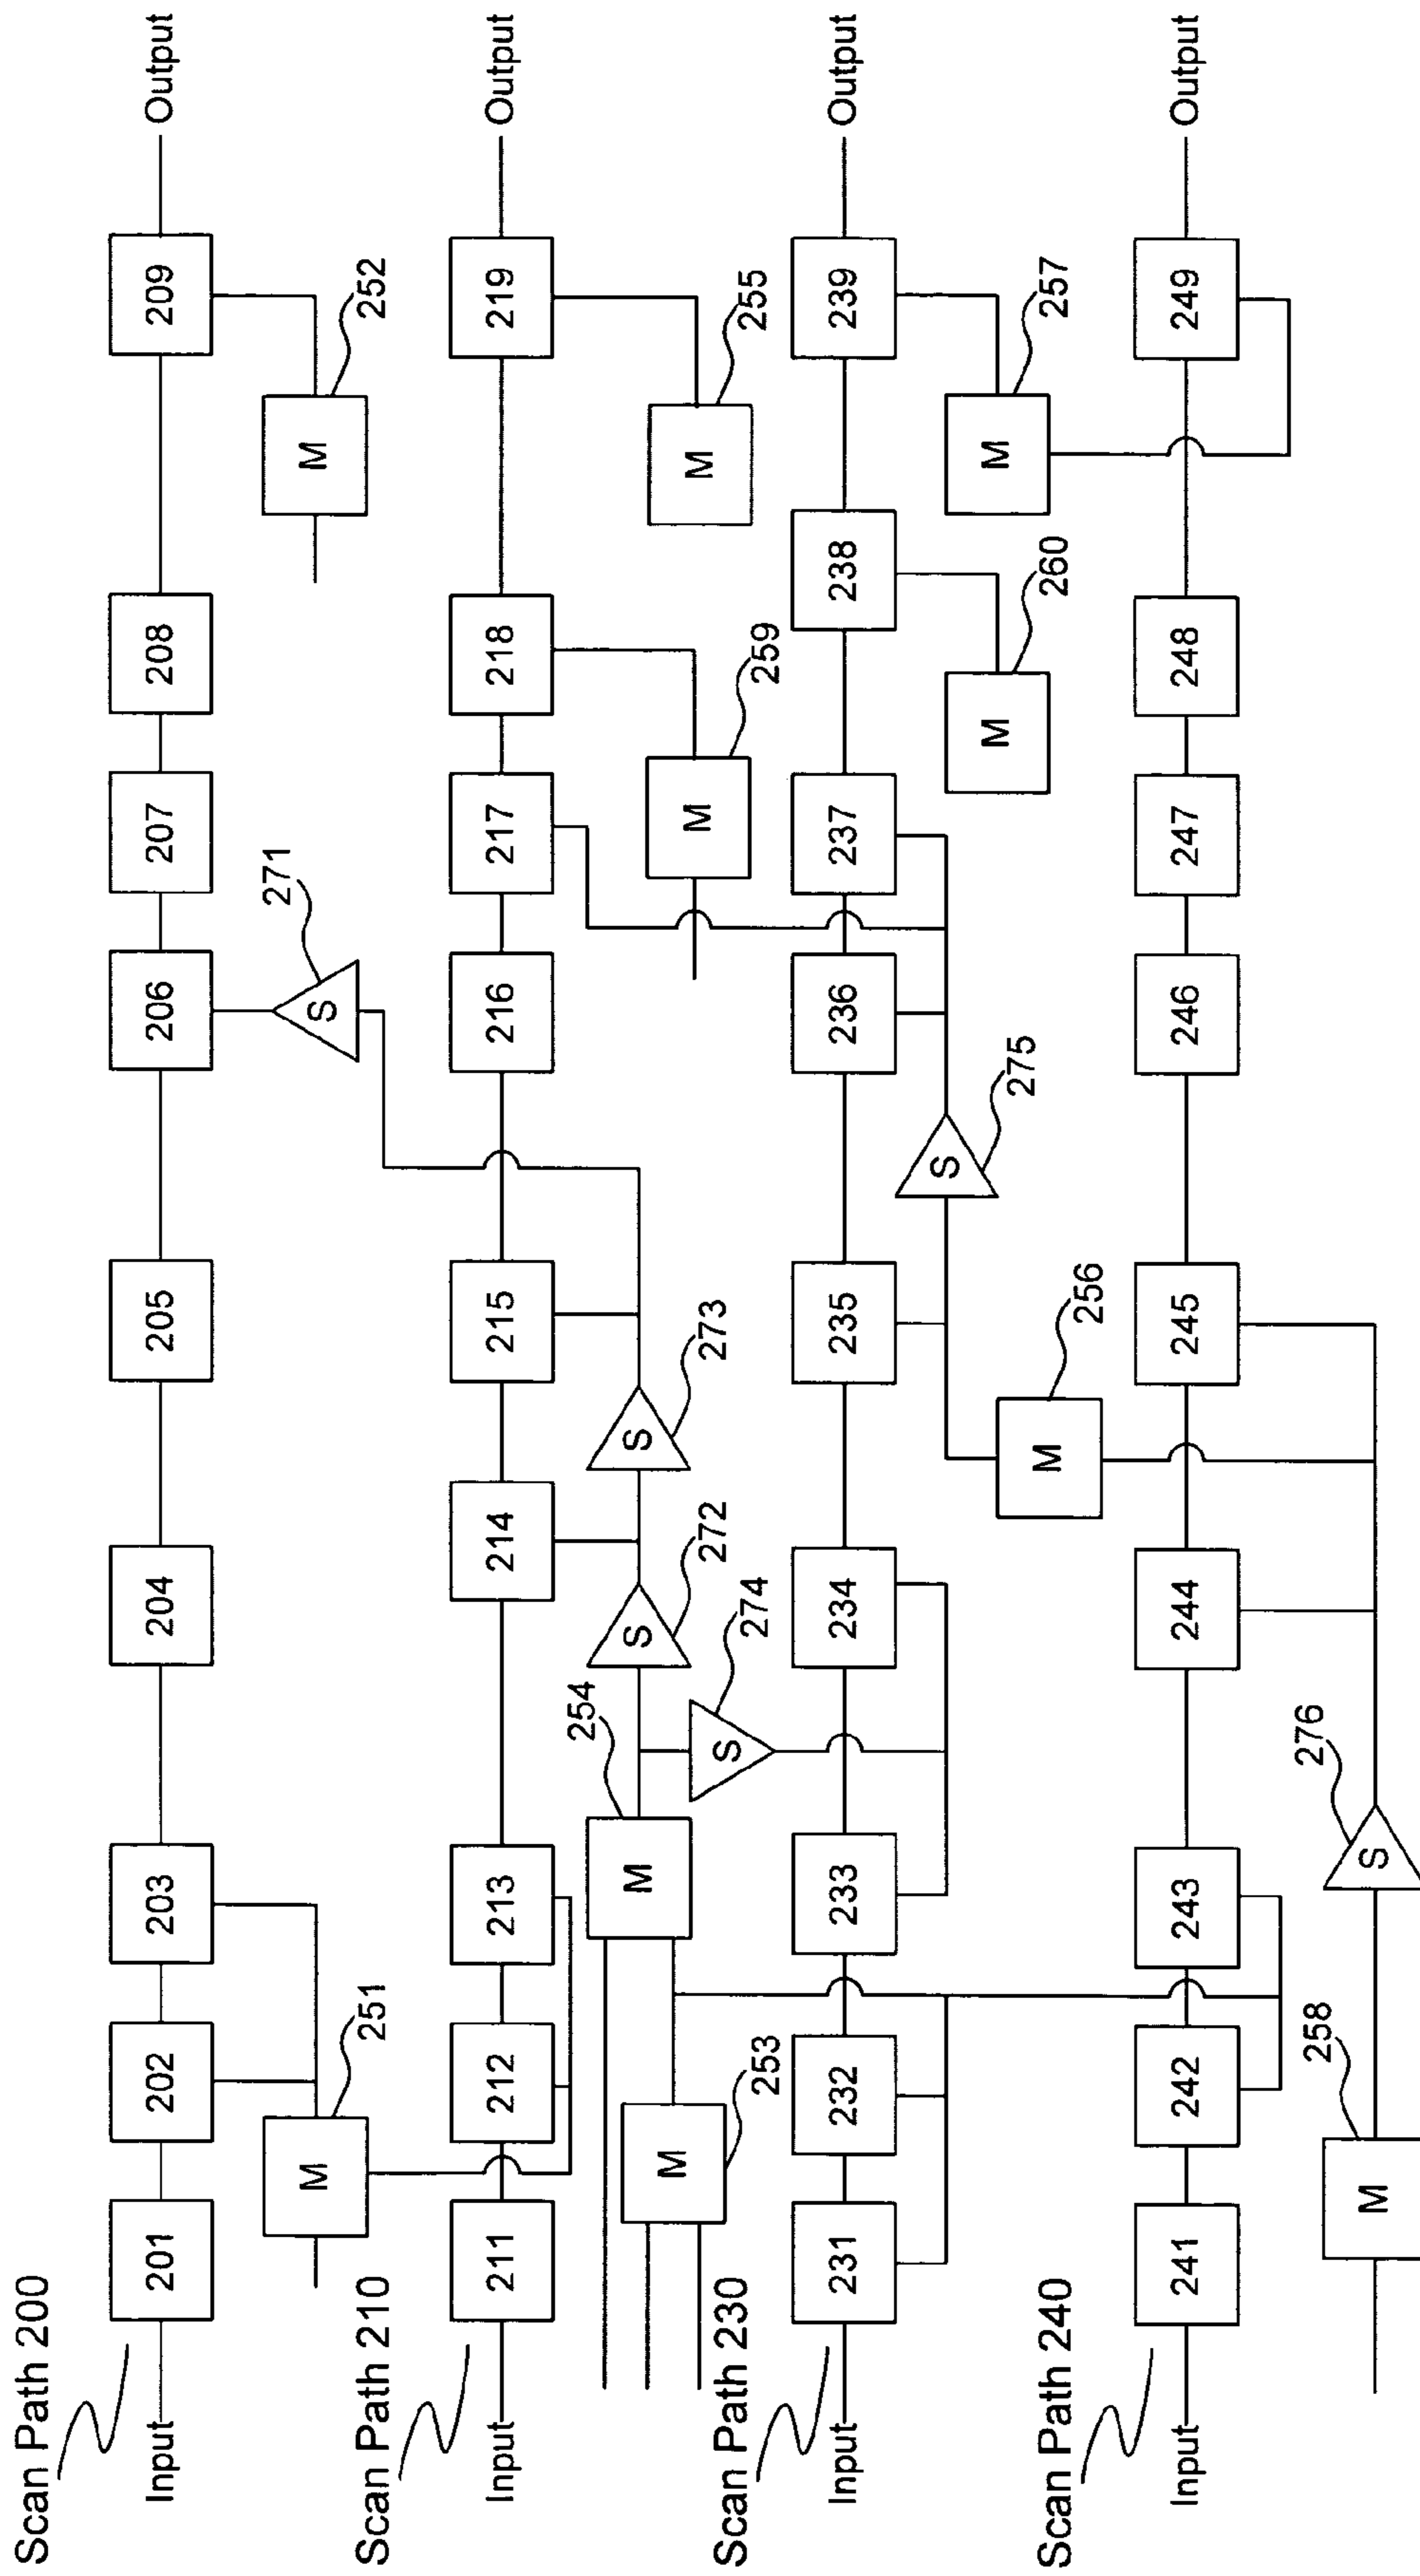 Scan Path 200
Input
201
202
203
204
205
206
207
208
209
Output
M
251
S
271
M
252
Scan Path 210
Input
211
212
213
214
215
216
217
218
219
Output
M
253
M
254
S
272
S
273
S
274
M
259
M
255
Scan Path 230
Input
231
232
233
234
235
236
237
238
239
Output
M
256
S
275
M
260
M
257
Scan Path 240
Input
241
242
243
244
245
246
247
248
249
Output
M
258
S
276